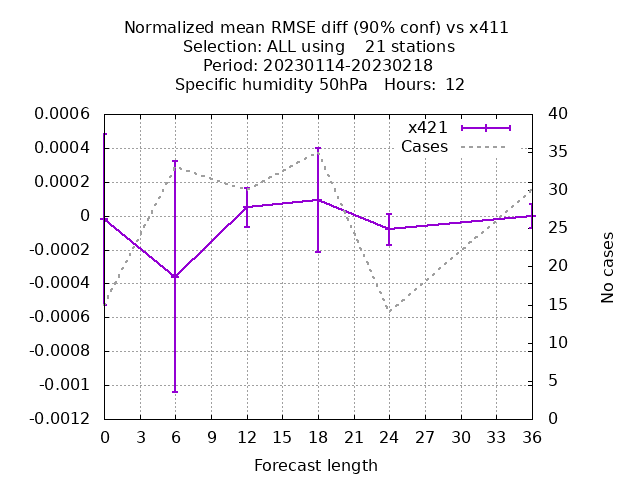 Normalized mean RMSE diff (90% conf) vs x411
Selection: ALL using    21 stations
Period: 20230114-20230218
Specific humidity 50hPa   Hours:  12
0.0006
0.0004
0.0002
0
-0.0002
-0.0004
-0.0006
-0.0008
-0.001
-0.0012
x421
Cases
40
35
30
25
20
15
10
5
0
No cases
0 3 6 9 12 15 18 21 24 27 30 33 36
Forecast length